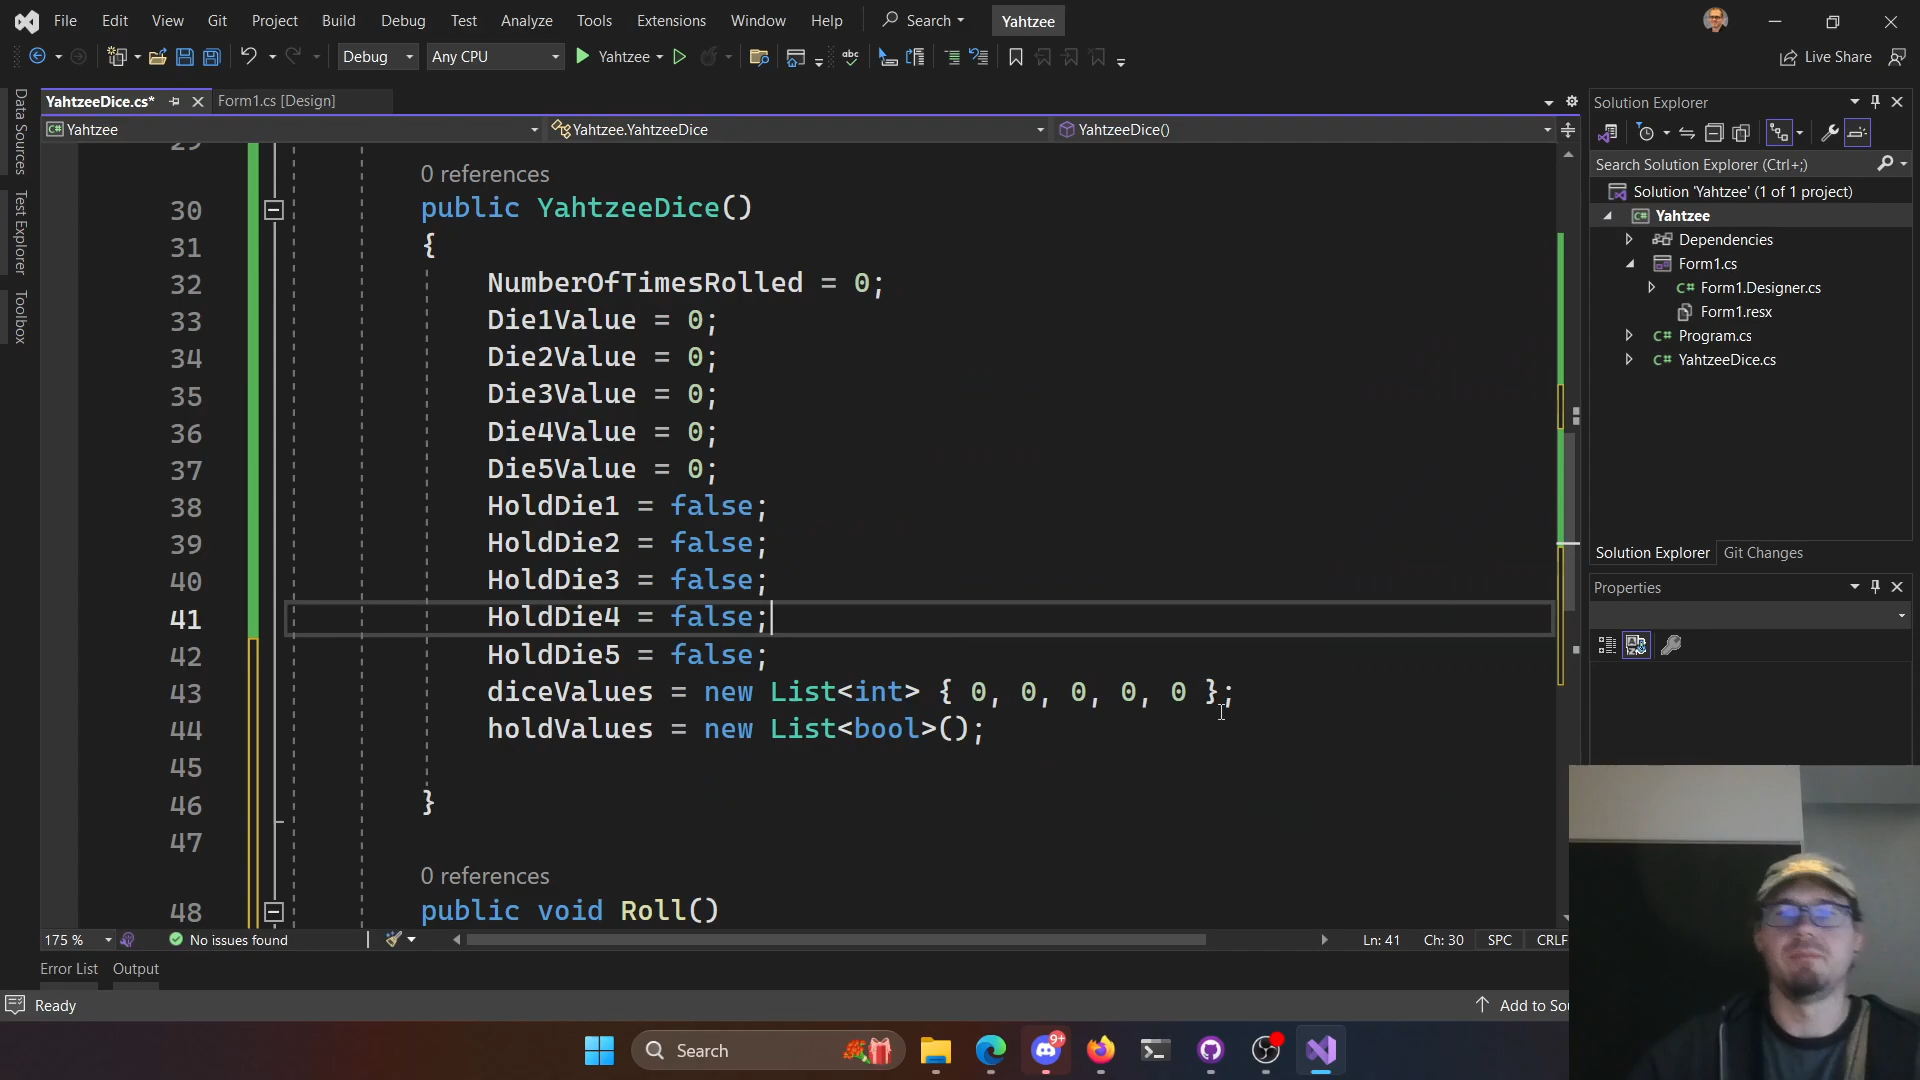 File Edit View Git Project Build Debug Test Analyze Tools Extensions Window Help Search Yahtzee
Debug Any CPU Yahtzee abc Live Share
YahtzeeDice.cs* Form1.cs [Design]
Yahtzee Yahtzee.YahtzeeDice YahtzeeDice()
Data Sources
Test Explorer
Toolbox
29
0 references
30 public YahtzeeDice()
31 {
32 NumberOfTimesRolled = 0;
33 Die1Value = 0;
34 Die2Value = 0;
35 Die3Value = 0;
36 Die4Value = 0;
37 Die5Value = 0;
38 HoldDie1 = false;
39 HoldDie2 = false;
40 HoldDie3 = false;
41 HoldDie4 = false;
42 HoldDie5 = false;
43 diceValues = new List<int> { 0, 0, 0, 0, 0 };
44 holdValues = new List<bool>();
45
46 }
47
0 references
48 public void Roll()
175 % No issues found Ln: 41 Ch: 30 SPC CRLF
Error List Output
Ready Add to Sou
Solution Explorer
Search Solution Explorer (Ctrl+;)
Solution 'Yahtzee' (1 of 1 project)
C# Yahtzee
Dependencies
Form1.cs
C# Form1.Designer.cs
Form1.resx
C# Program.cs
C# YahtzeeDice.cs
Solution Explorer Git Changes
Properties
Search 9+